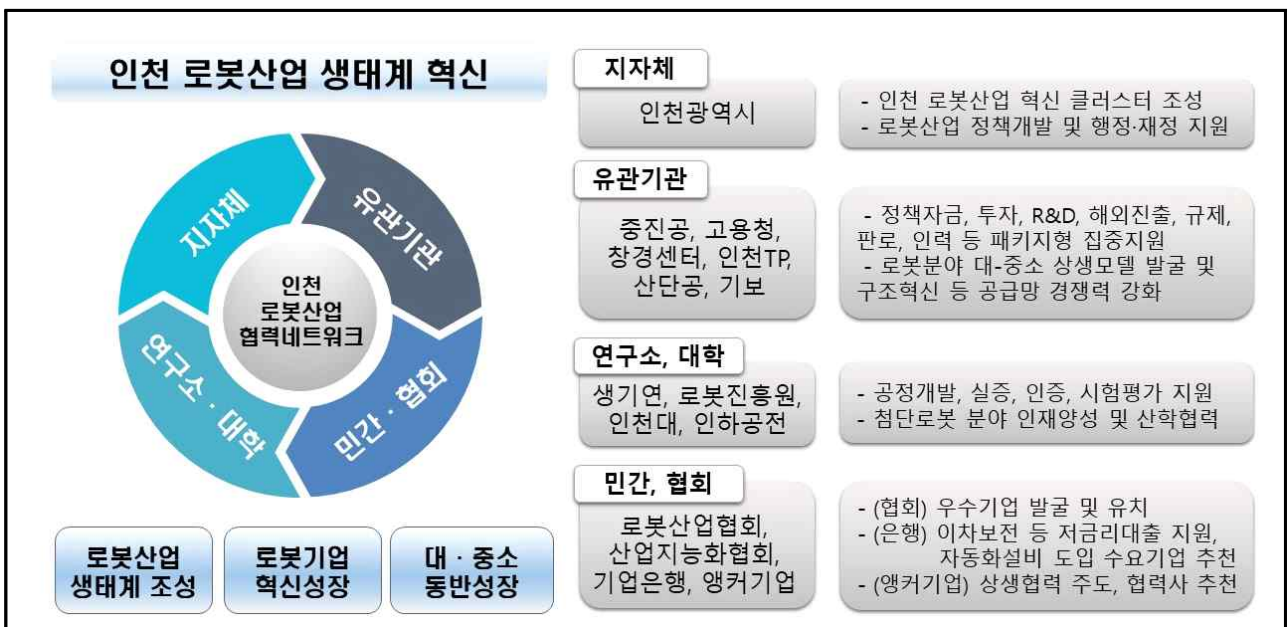 인천 로봇산업 생태계 혁신
지자체
유관기관
연구소 · 대학
민간 · 협회
인천
로봇산업
협력네트워크
로봇산업
생태계 조성
로봇기업
혁신성장
대 · 중소
동반성장
지자체
인천광역시
- 인천 로봇산업 혁신 클러스터 조성
- 로봇산업 정책개발 및 행정·재정 지원
유관기관
중진공, 고용청,
창경센터, 인천TP,
산단공, 기보
- 정책자금, 투자, R&D, 해외진출, 규제,
판로, 인력 등 패키지형 집중지원
- 로봇분야 대-중소 상생모델 발굴 및
구조혁신 등 공급망 경쟁력 강화
연구소, 대학
생기연, 로봇진흥원,
인천대, 인하공전
- 공정개발, 실증, 인증, 시험평가 지원
- 첨단로봇 분야 인재양성 및 산학협력
민간, 협회
로봇산업협회,
산업지능화협회,
기업은행, 앵커기업
- (협회) 우수기업 발굴 및 유치
- (은행) 이차보전 등 저금리대출 지원,
자동화설비 도입 수요기업 추천
- (앵커기업) 상생협력 주도, 협력사 추천